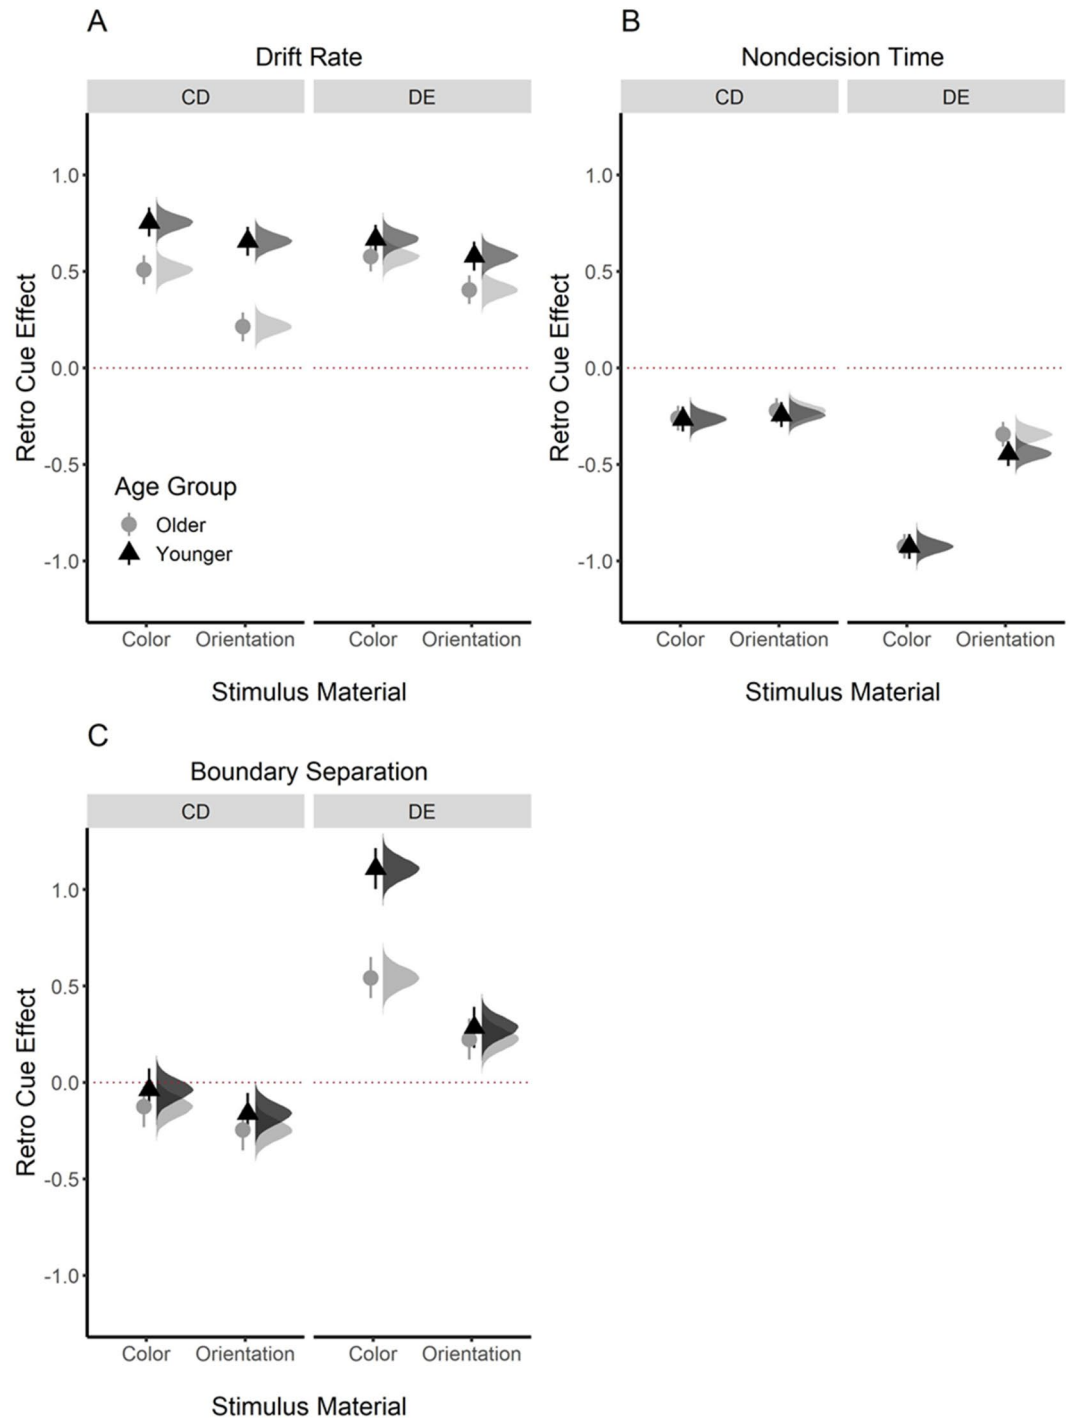 A
Drift Rate
CD DE
Retro Cue Effect
1.0
0.5
0.0
-0.5
-1.0
Age Group
Older
Younger
Color Orientation Color Orientation
Stimulus Material
B
Nondecision Time
CD DE
Retro Cue Effect
1.0
0.5
0.0
-0.5
-1.0
Color Orientation Color Orientation
Stimulus Material
C
Boundary Separation
CD DE
Retro Cue Effect
1.0
0.5
0.0
-0.5
-1.0
Color Orientation Color Orientation
Stimulus Material